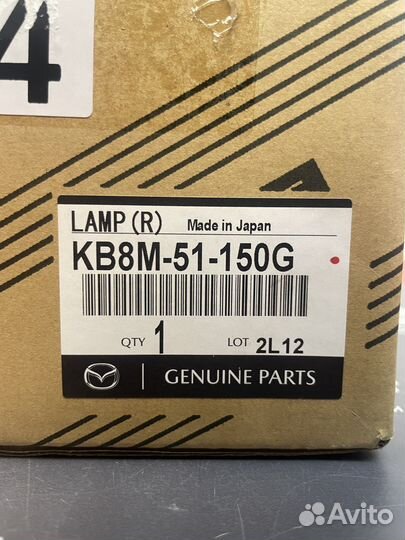 4
LAMP (R) Made in Japan
KB8M-51-150G
QTY 1 LOT 2L12
GENUINE PARTS
Avito